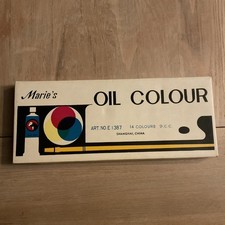 Marie's
OIL COLOUR
ART. NO. E 1387 14 COLOURS
SHANGHAI, CHINA